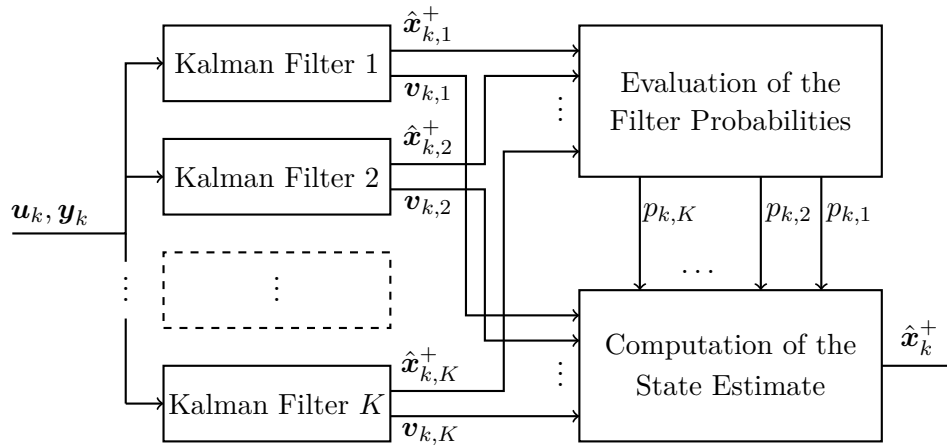 x̂⁺ₖ,₁
Kalman Filter 1
vₖ,₁
Evaluation of the
Filter Probabilities
⋮
x̂⁺ₖ,₂
Kalman Filter 2
vₖ,₂
uₖ, yₖ
pₖ,K
pₖ,₂
pₖ,₁
⋮
⋮
…
x̂⁺ₖ,K
Kalman Filter K
vₖ,K
⋮
Computation of the
State Estimate
x̂⁺ₖ